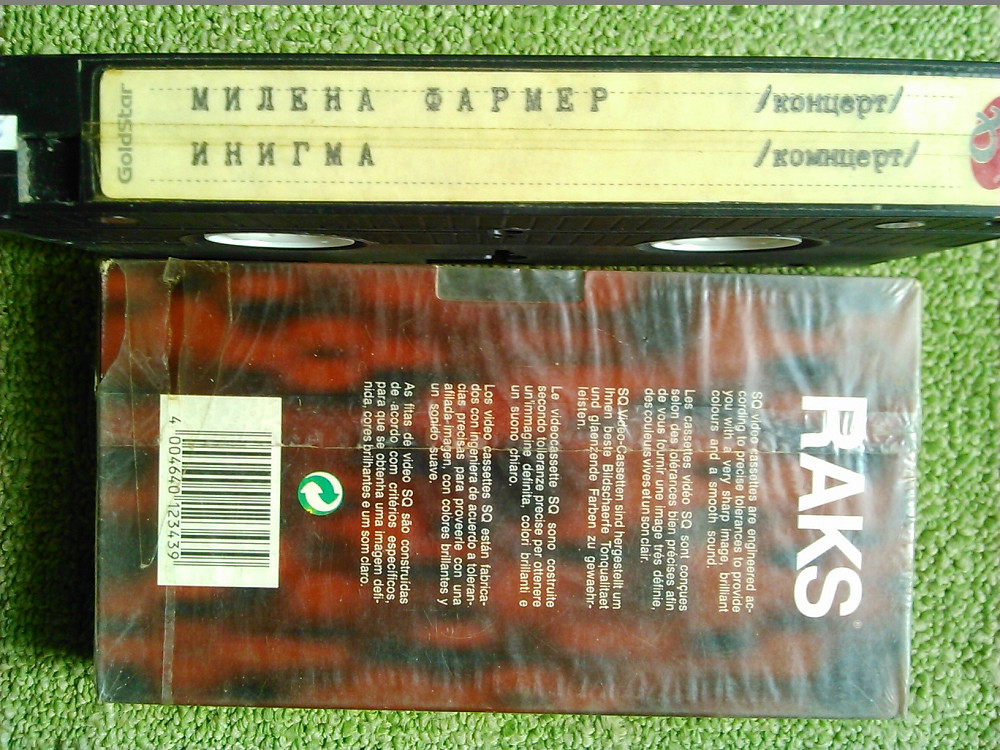 GoldStar
МИЛЕНА ФАРМЕР /концерт/
ИНИГМА /комнцерт/
RAKS
SQ video cassettes are engineered ac-
cording to precise tolerances to provide
you with a very sharp image, brilliant
colours and a smooth sound.
Les cassettes vidéo SQ sont conçues
selon des tolérances bien précises afin
de vous fournir une image très définie,
des couleurs vives et un son clair.
SQ Video-Cassetten sind hergestellt um
Ihnen beste Bildschaerfe Tonqualitaet
und glaenzende Farben zu gewaehr-
leisten.
Le videocassette SQ sono costruite
secondo tolleranze precise per ottenere
un'immagine definita, colori brillanti e
un suono chiaro.
Los video cassettes SQ están fabrica-
dos con ingeniera de acuerdo a toleran-
cias precisas para proveerle con una
afilada-imagen, con colores brillantes y
un sonido suave.
As fitas de video SQ são construídas
de acordo com critérios específicos,
para que se obtenha uma imagem defi-
nida, cores brilhantes e um som claro.
4 004640 123439